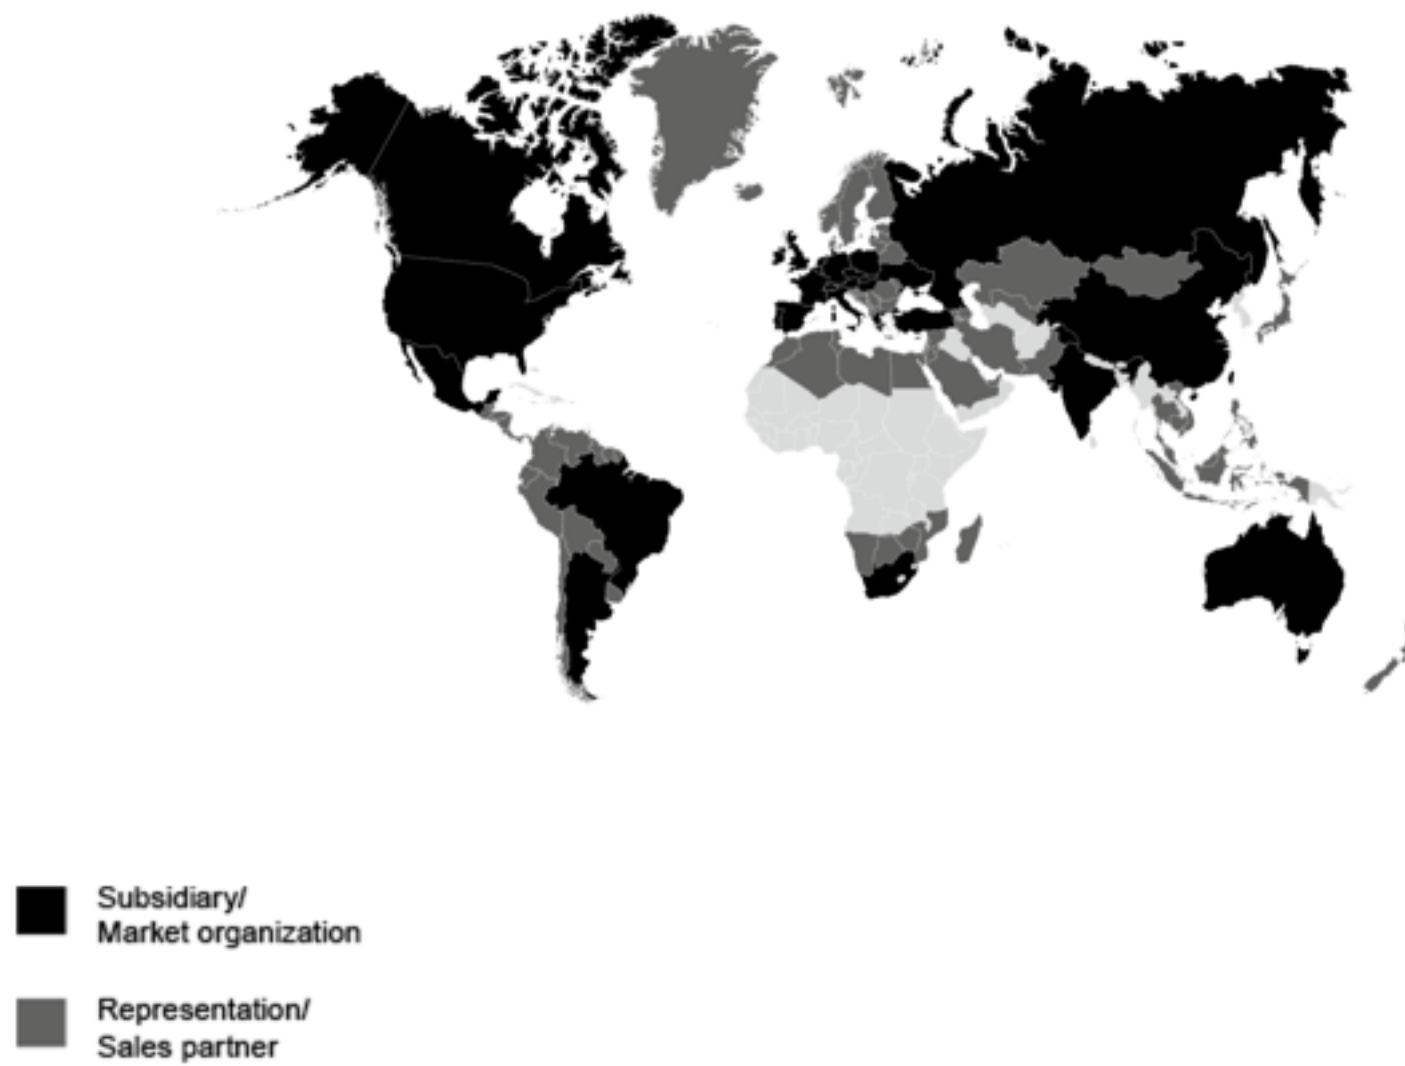 Subsidiary/
Market organization
Representation/
Sales partner